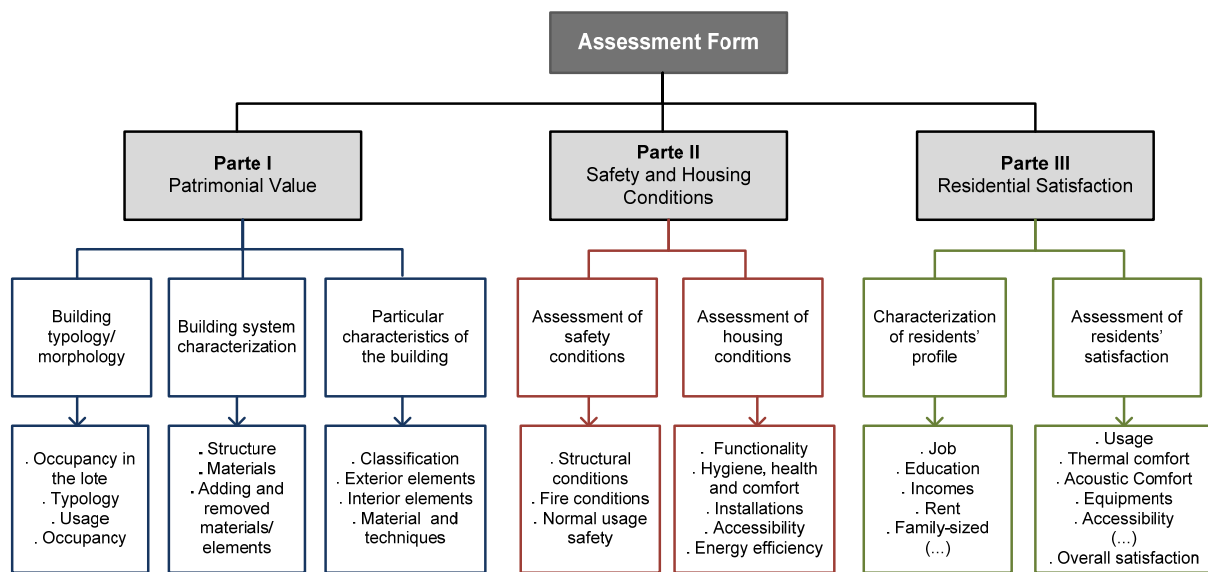 Assessment Form
Parte I
Patrimonial Value
Parte II
Safety and Housing
Conditions
Parte III
Residential Satisfaction
Building
typology/
morphology
Building system
characterization
Particular
characteristics of
the building
Assessment of
safety
conditions
Assessment of
housing
conditions
Characterization
of residents'
profile
Assessment of
residents'
satisfaction
. Occupancy in
the lote
. Typology
. Usage
. Occupancy
. Structure
. Materials
. Adding and
removed
materials/
elements
. Classification
. Exterior elements
. Interior elements
. Material and
techniques
. Structural
conditions
. Fire conditions
. Normal usage
safety
. Functionality
. Hygiene, health
and comfort
. Installations
. Accessibility
. Energy efficiency
. Job
. Education
. Incomes
. Rent
. Family-sized
(...)
. Usage
. Thermal comfort
. Acoustic Comfort
. Equipments
. Accessibility
(...)
. Overall satisfaction